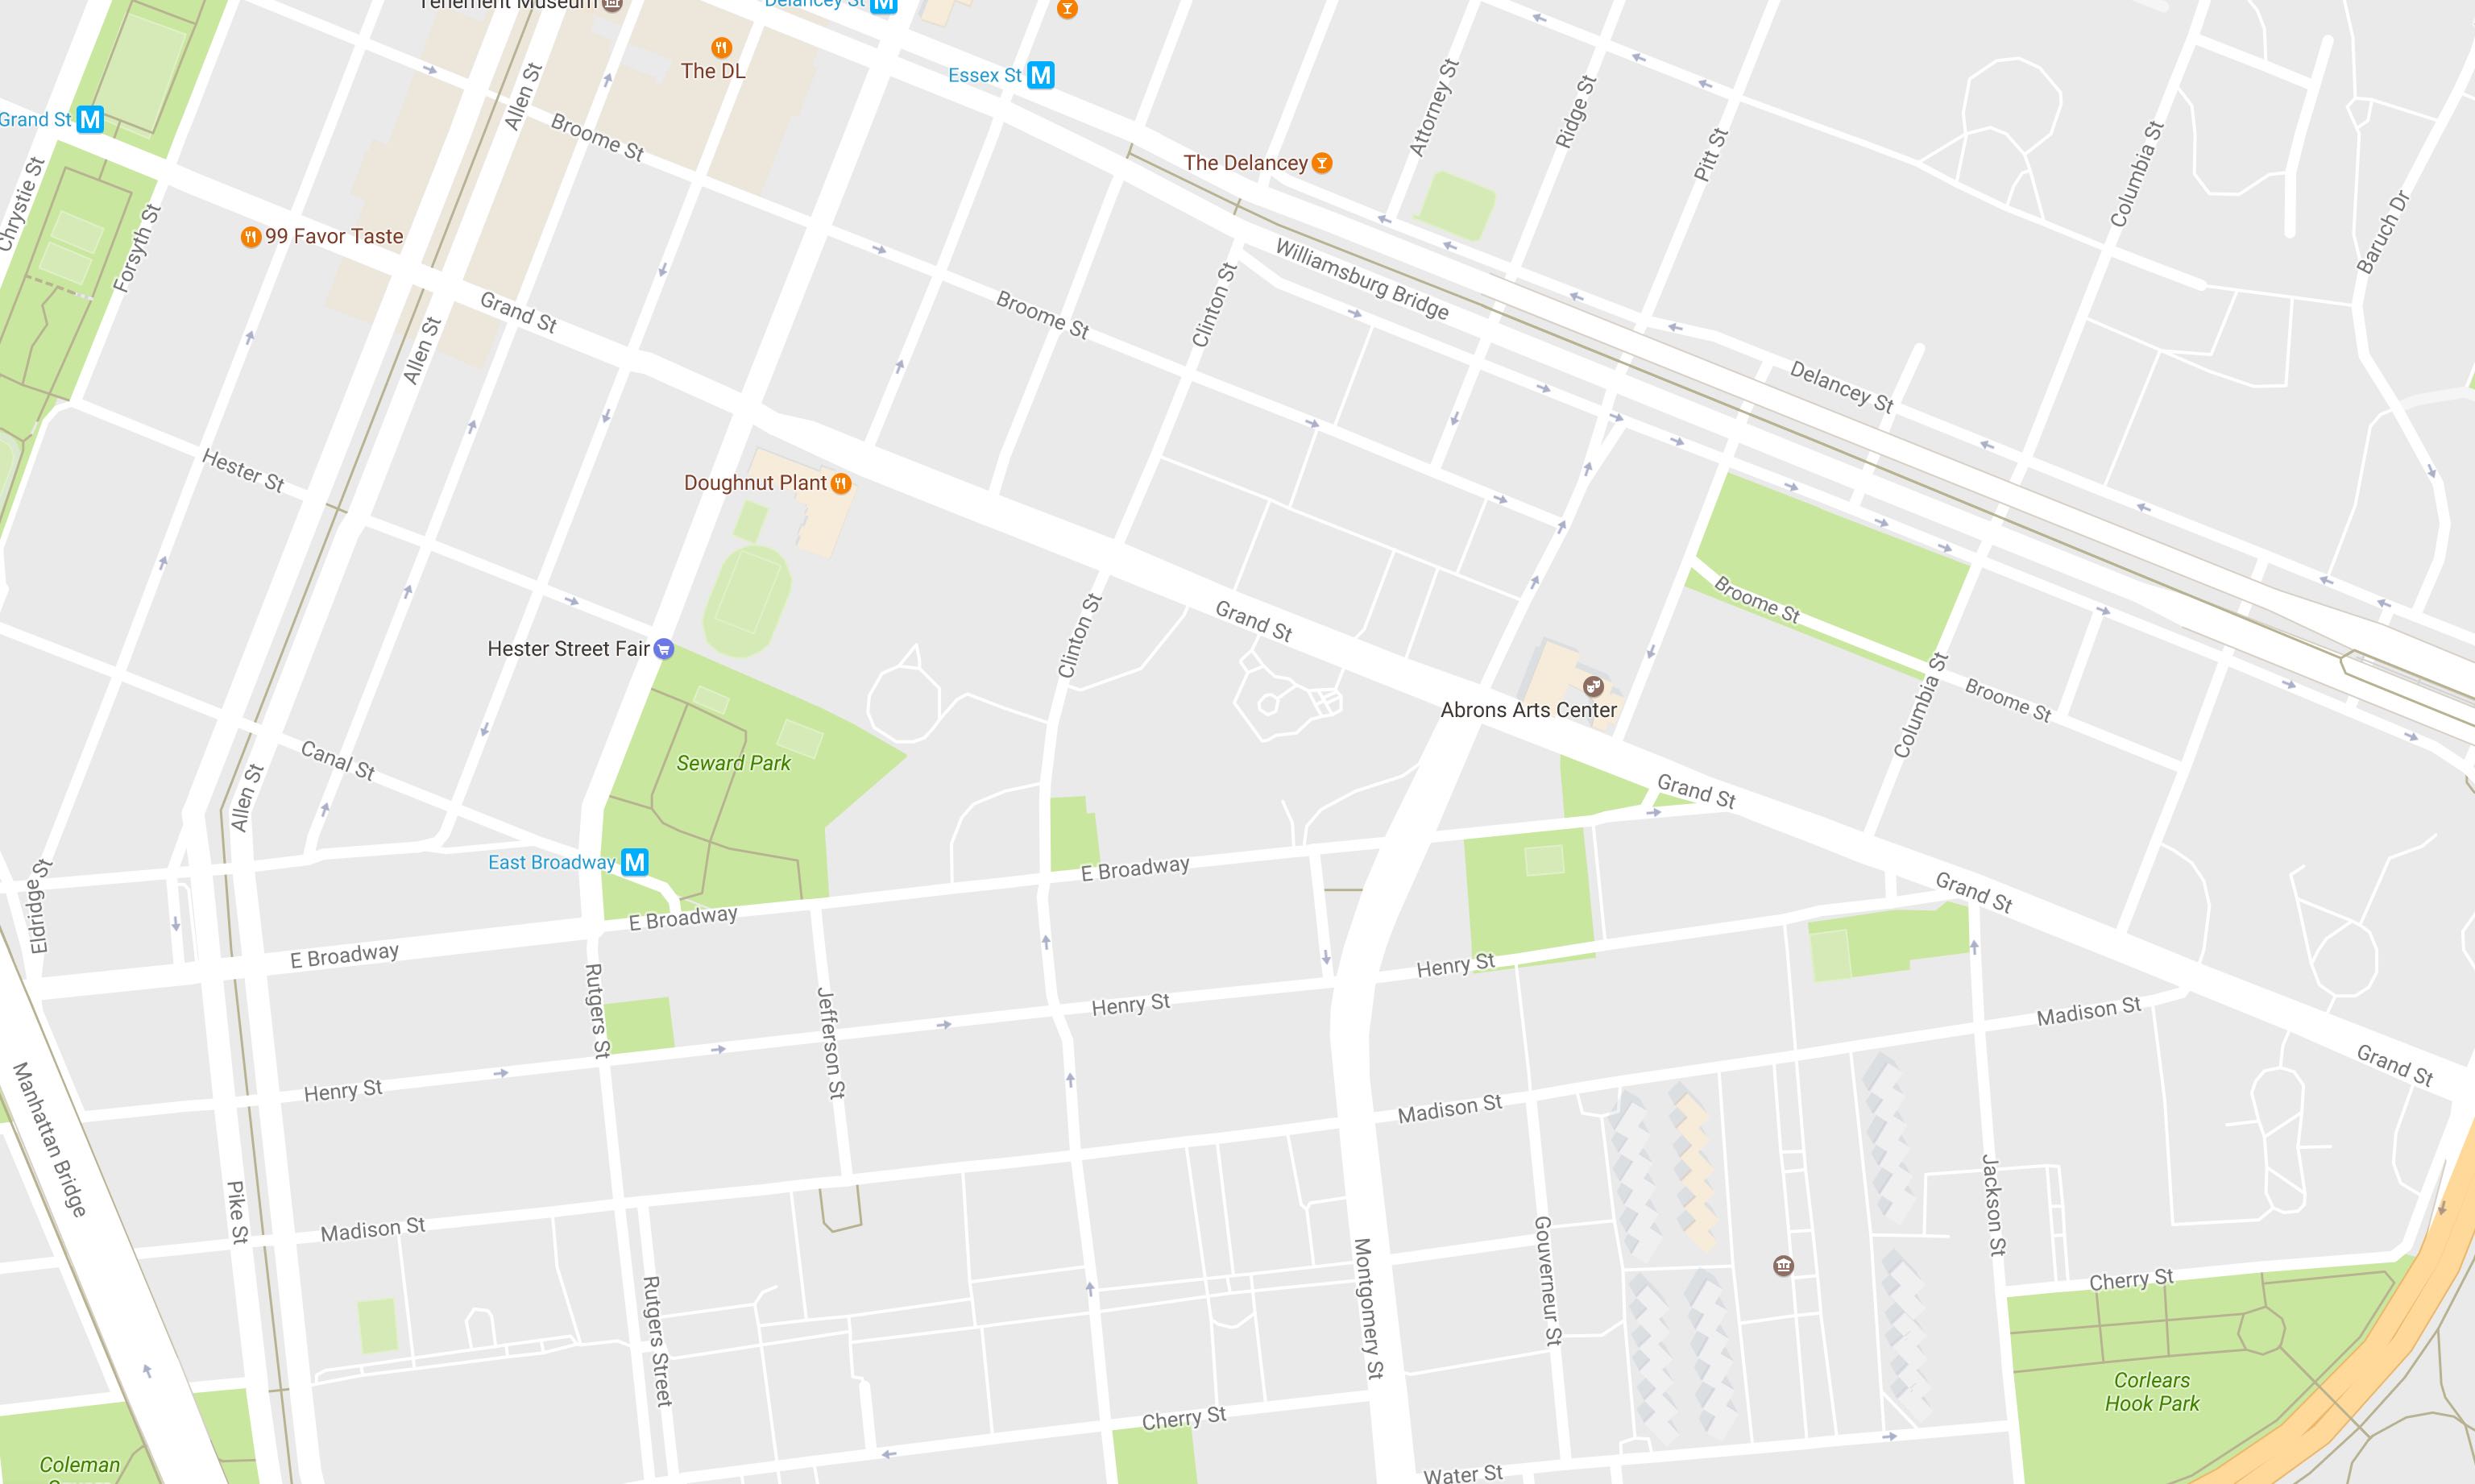 Tenement Museum
Delancey St
M
The DL
Essex St
M
Grand St
M
Allen St
Broome St
Attorney St
Ridge St
Pitt St
Columbia St
The Delancey
Chrystie St
Forsyth St
99 Favor Taste
Baruch Dr
Williamsburg Bridge
Clinton St
Grand St
Broome St
Allen St
Delancey St
Hester St
Doughnut Plant
Broome St
Grand St
Clinton St
Hester Street Fair
Abrons Arts Center
Columbia St
Broome St
Canal St
Seward Park
Allen St
Grand St
East Broadway
M
E Broadway
Grand St
Eldridge St
E Broadway
E Broadway
Henry St
Rutgers St
Jefferson St
Henry St
Madison St
Grand St
Henry St
Manhattan Bridge
Madison St
Pike St
Madison St
Jackson St
Gouverneur St
Montgomery St
Rutgers Street
Cherry St
Corlears
Hook Park
Cherry St
Coleman
Water St